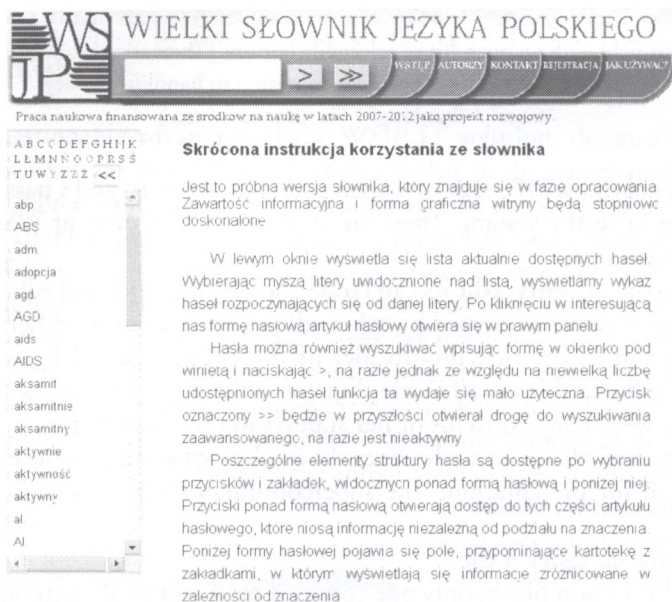 WSJP
WIELKI SŁOWNIK JĘZYKA POLSKIEGO
> >> WSTĘP AUTORZY KONTAKT REJESTRACJA JAK UŻYWAĆ?
Praca naukowa finansowana ze środków na naukę w latach 2007-2012 jako projekt rozwojowy.
A B C Ć D E F G H I J K
L Ł M N N O O P R S Ś
T U W Y Z Ź Ż <<
abp
ABS
adm
adopcja
agd.
AGD
aids
AIDS
aksamit
aksamitnie
aksamitny
aktywnie
aktywność
aktywny
al.
Al.
Skrócona instrukcja korzystania ze słownika
Jest to próbna wersja słownika, który znajduje się w fazie opracowania
Zawartość informacyjna i forma graficzna witryny będą stopniowo
doskonalone
W lewym oknie wyświetla się lista aktualnie dostępnych haseł.
Wybierając myszą litery uwidocznione nad listą, wyświetlamy wykaz
haseł rozpoczynających się od danej litery. Po kliknięciu w interesującą
nas formę hasłową artykuł hasłowy otwiera się w prawym panelu
Hasła można również wyszukiwać wpisując formę w okienko pod
winietą i naciskając >, na razie jednak ze względu na niewielką liczbę
udostępnionych haseł funkcja ta wydaje się mało użyteczna. Przycisk
oznaczony >> będzie w przyszłości otwierał drogę do wyszukiwania
zaawansowanego, na razie jest nieaktywny
Poszczególne elementy struktury hasła są dostępne po wybraniu
przycisków i zakładek, widocznych ponad formą hasłową i poniżej niej.
Przyciski ponad formą hasłową otwierają dostęp do tych części artykułu
hasłowego, które niosą informację niezależną od podziału na znaczenia.
Poniżej formy hasłowej pojawia się pole, przypominające kartotekę z
zakładkami, w którym wyświetlają się informacje zróżnicowane w
zależności od znaczenia